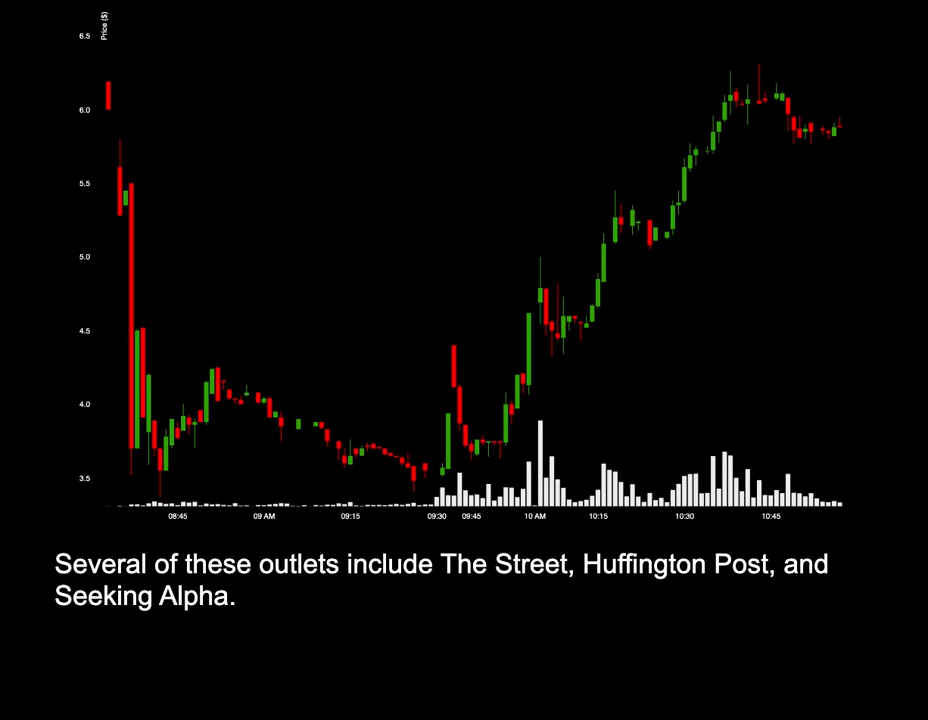 Price ($)
6.5
6.0
5.5
5.0
4.5
4.0
3.5
08:45 09 AM 09:15 09:30 09:45 10 AM 10:15 10:30 10:45
Several of these outlets include The Street, Huffington Post, and
Seeking Alpha.